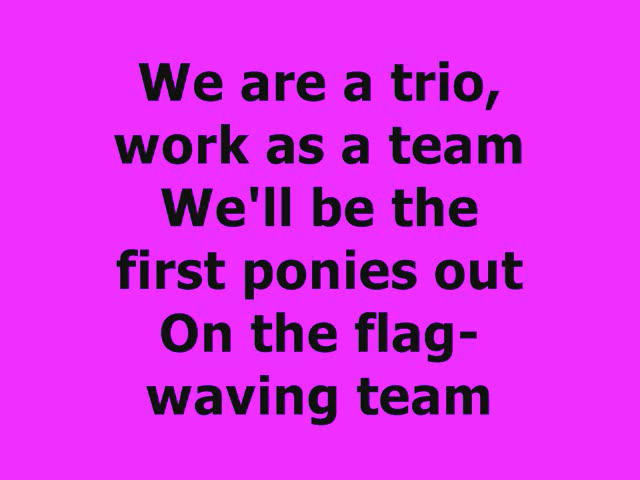 We are a trio,
work as a team
We'll be the
first ponies out
On the flag-
waving team